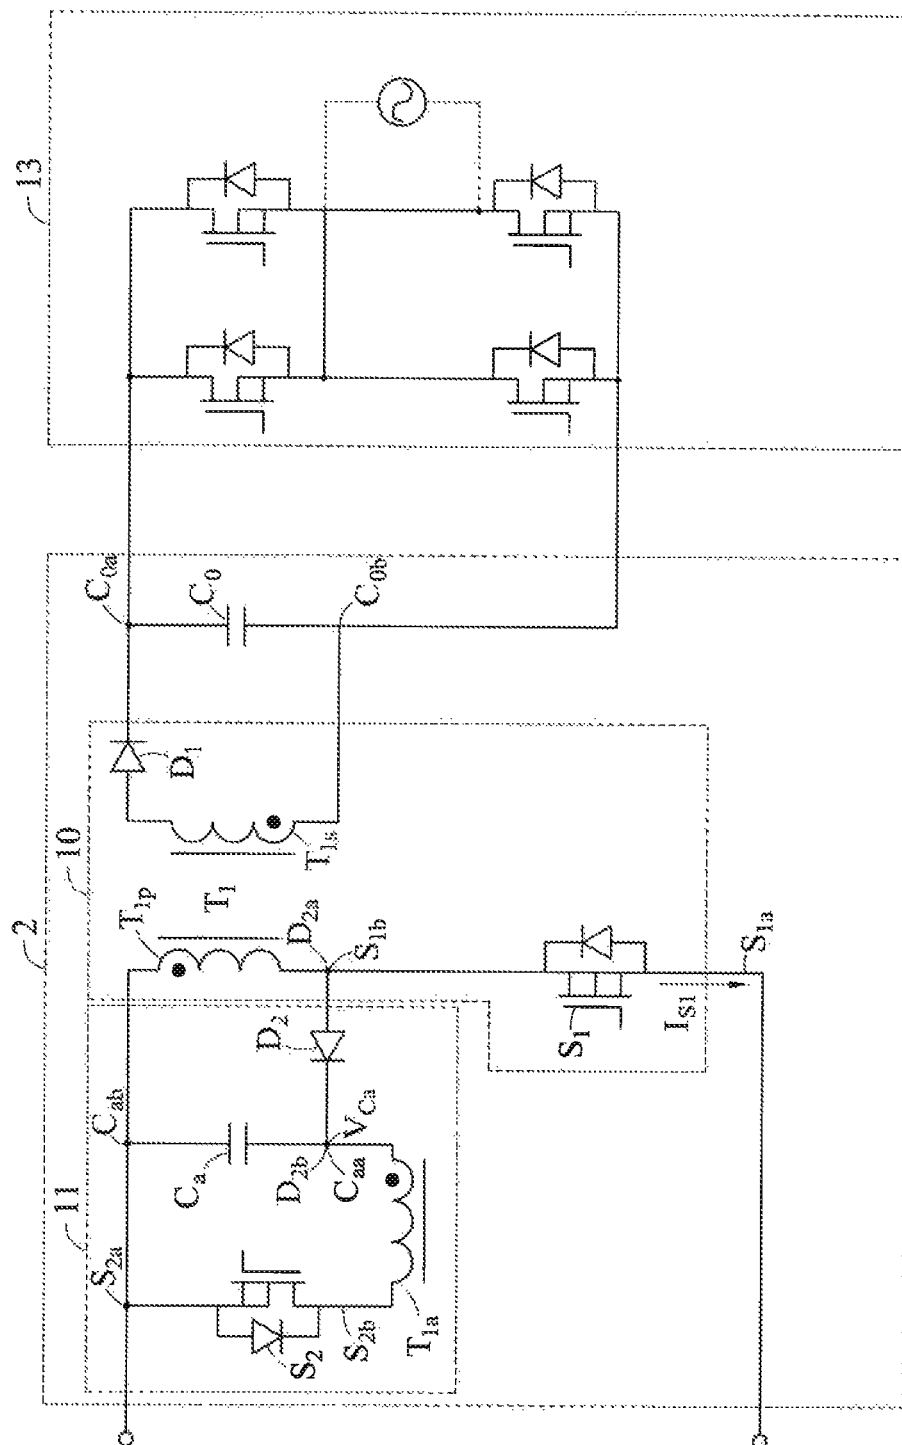 13
C0a
C0
C0b
D1
10
T1s
T1
T1p
2
D2a
S1b
S1a
IS1
S1
D2
VCa
Cab
Ca
D2b
Caa
11
S2a
S2
S2b
T1a